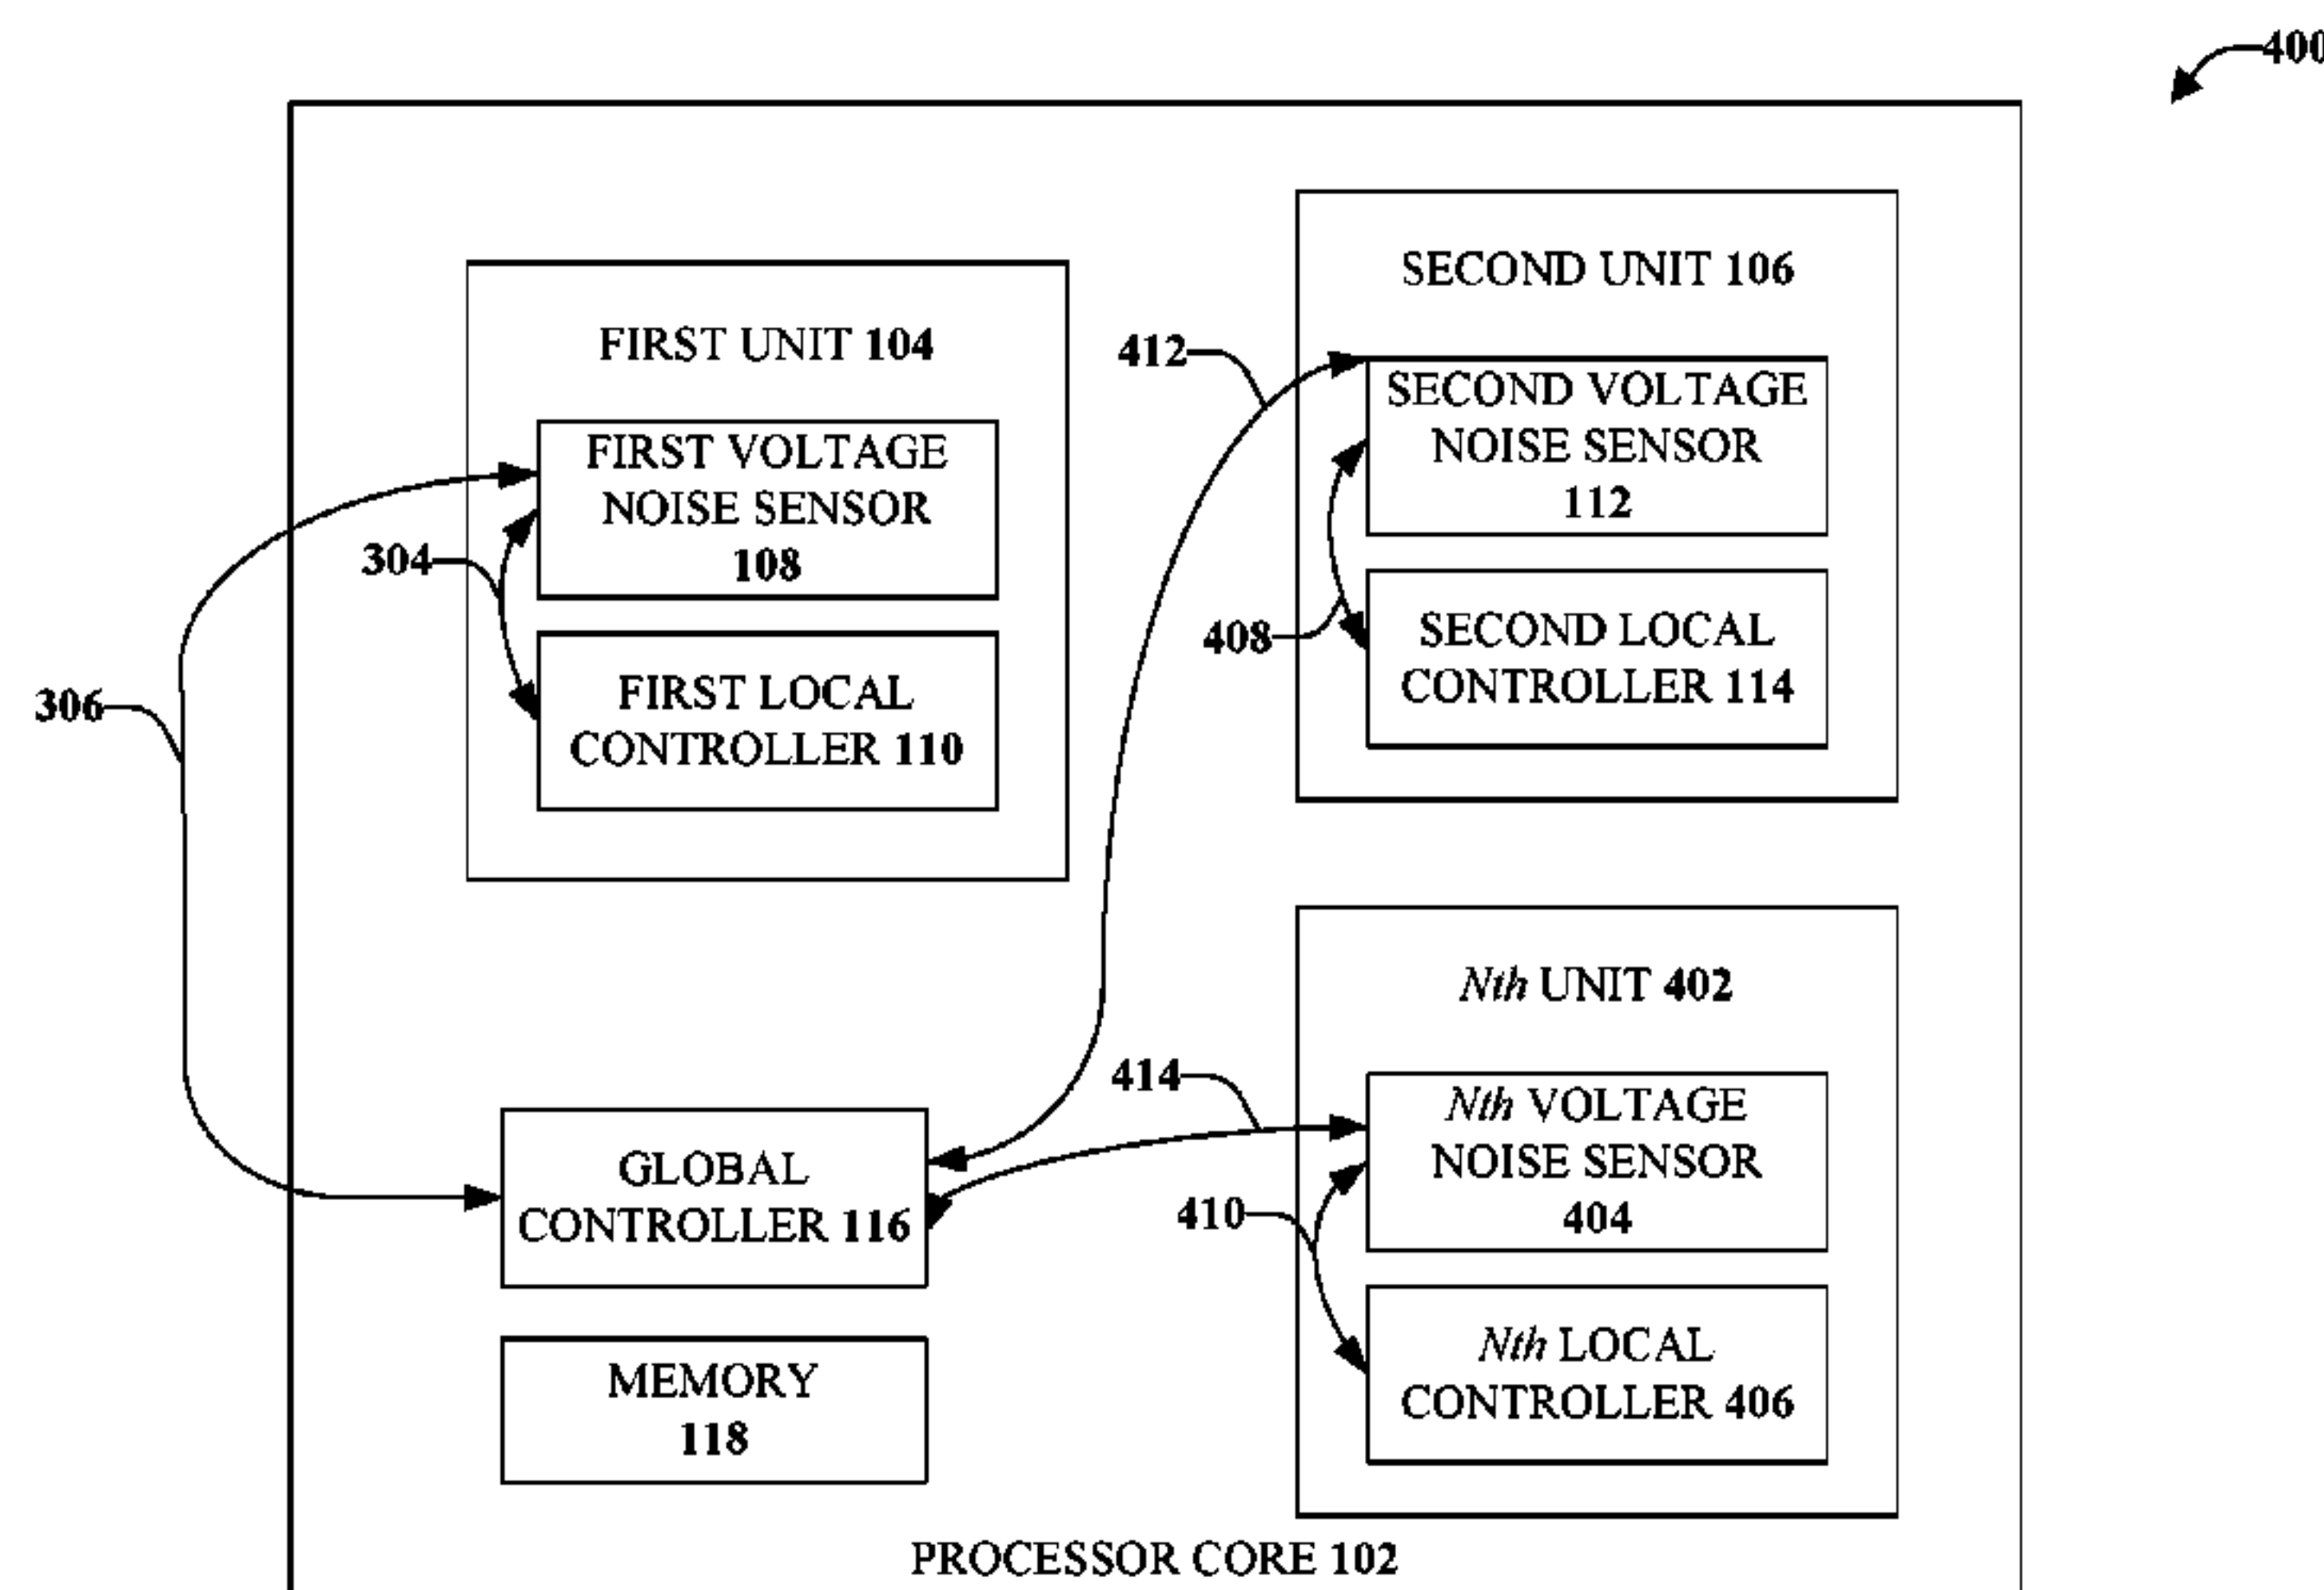 400
SECOND UNIT 106
FIRST UNIT 104
412
SECOND VOLTAGE
NOISE SENSOR
112
FIRST VOLTAGE
NOISE SENSOR
108
304
408
SECOND LOCAL
CONTROLLER 114
306
FIRST LOCAL
CONTROLLER 110
Nth UNIT 402
414
Nth VOLTAGE
NOISE SENSOR
404
GLOBAL
CONTROLLER 116
410
Nth LOCAL
CONTROLLER 406
MEMORY
118
PROCESSOR CORE 102